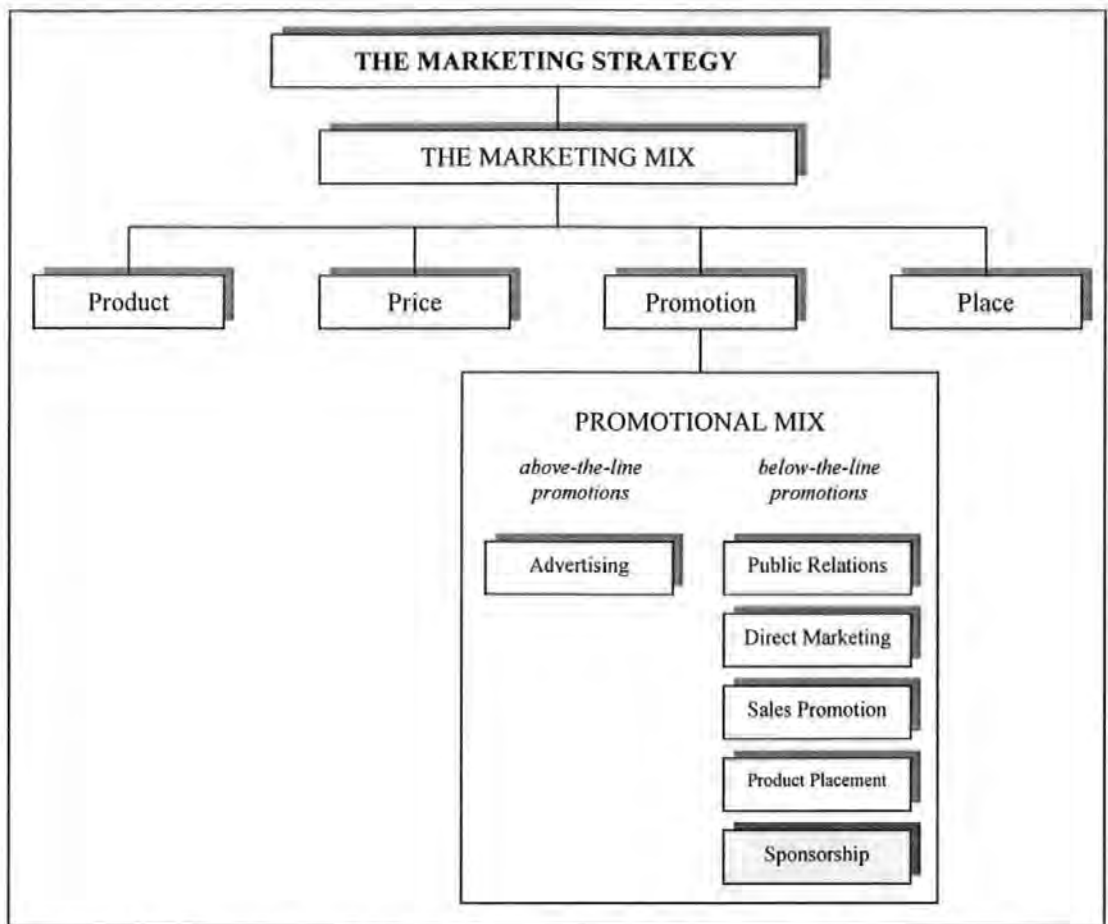 THE MARKETING STRATEGY
THE MARKETING MIX
Product
Price
Promotion
Place
PROMOTIONAL MIX
above-the-line
promotions
below-the-line
promotions
Advertising
Public Relations
Direct Marketing
Sales Promotion
Product Placement
Sponsorship